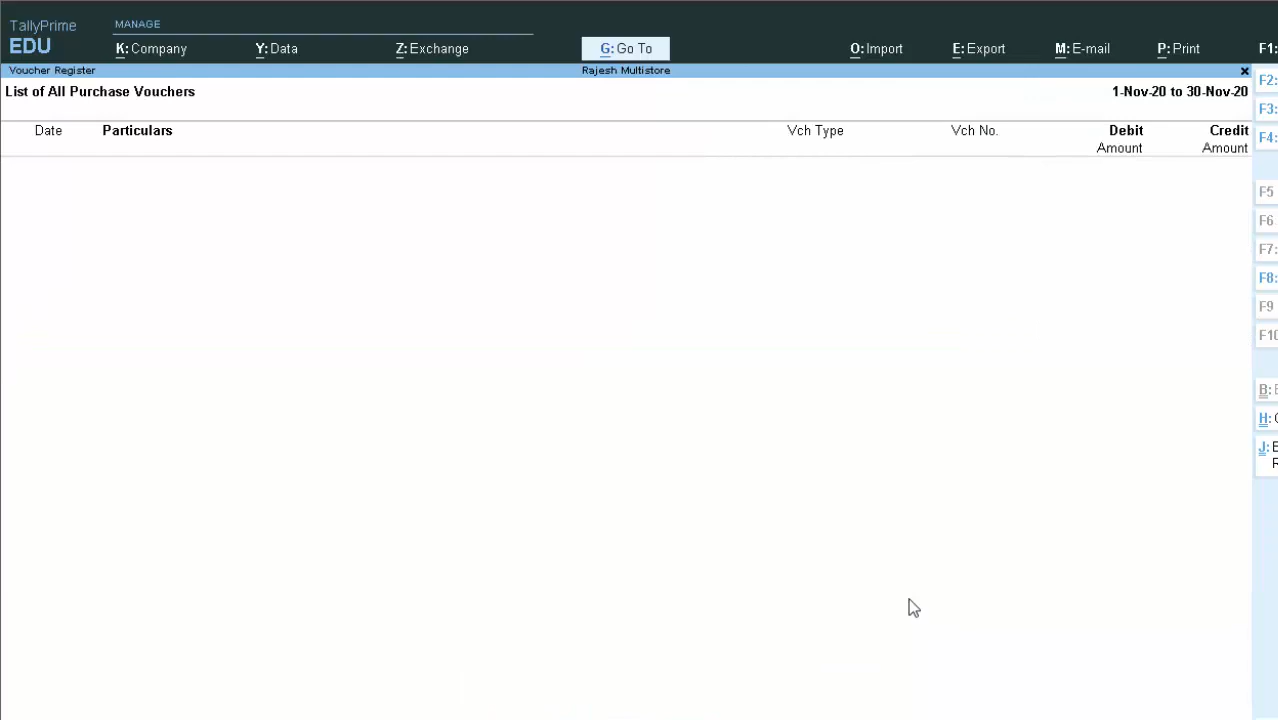 TallyPrime
EDU
MANAGE
K: Company
Y: Data
Z: Exchange
G: Go To
O: Import
E: Export
M: E-mail
P: Print
F1:
Voucher Register
Rajesh Multistore
x
List of All Purchase Vouchers
1-Nov-20 to 30-Nov-20
Date Particulars Vch Type Vch No. Debit Credit
Amount Amount
F2:
F3:
F4:
F5
F6
F7:
F8:
F9
F10
B:
H:
J: